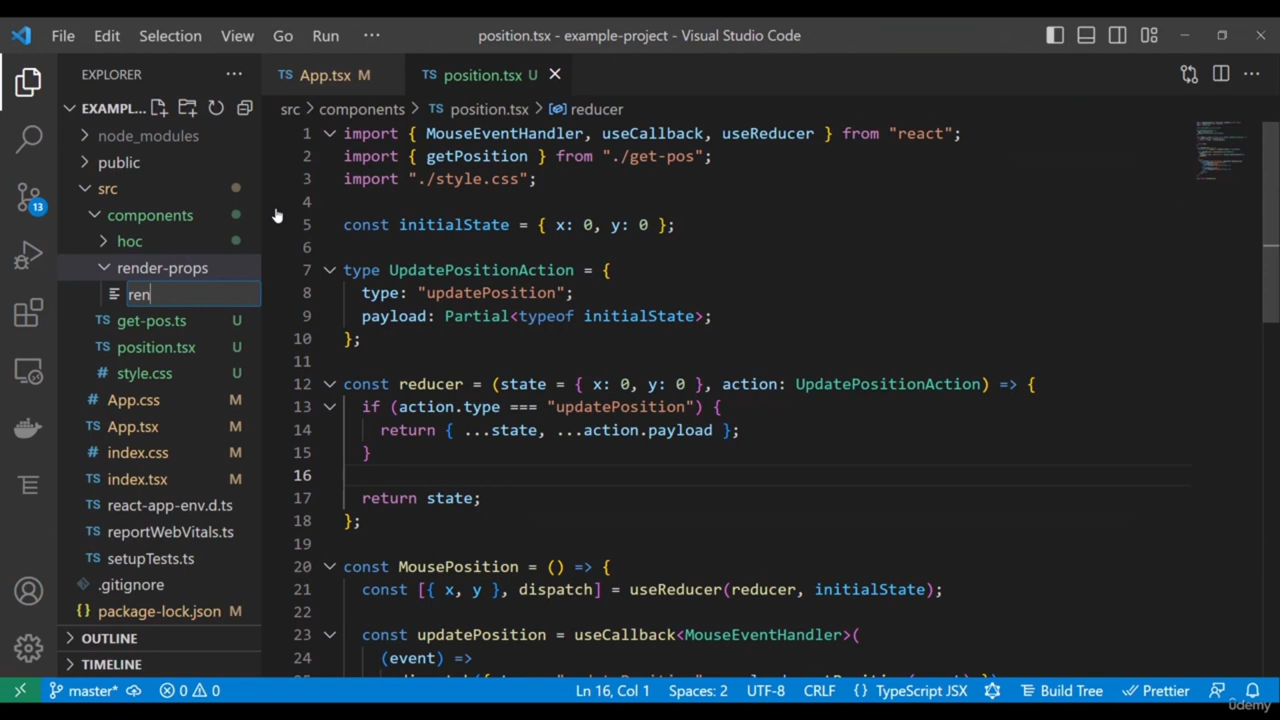 File Edit Selection View Go Run ··· position.tsx - example-project - Visual Studio Code
EXPLORER ···
TS App.tsx M
TS position.tsx U
EXAMPL...
src > components > TS position.tsx > reducer
node_modules
public
src
components
hoc
render-props
ren
TS get-pos.ts U
TS position.tsx U
# style.css U
# App.css M
TS App.tsx M
# index.css M
TS index.tsx M
TS react-app-env.d.ts
TS reportWebVitals.ts
TS setupTests.ts
.gitignore
{} package-lock.json M
OUTLINE
TIMELINE
13
1 import { MouseEventHandler, useCallback, useReducer } from "react";
2 import { getPosition } from "./get-pos";
3 import "./style.css";
4
5 const initialState = { x: 0, y: 0 };
6
7 type UpdatePositionAction = {
8 type: "updatePosition";
9 payload: Partial<typeof initialState>;
10 };
11
12 const reducer = (state = { x: 0, y: 0 }, action: UpdatePositionAction) => {
13 if (action.type === "updatePosition") {
14 return { ...state, ...action.payload };
15 }
16
17 return state;
18 };
19
20 const MousePosition = () => {
21 const [{ x, y }, dispatch] = useReducer(reducer, initialState);
22
23 const updatePosition = useCallback<MouseEventHandler>(
24 (event) =>
master* 0 0 Ln 16, Col 1 Spaces: 2 UTF-8 CRLF {} TypeScript JSX Build Tree Prettier
ûdemy